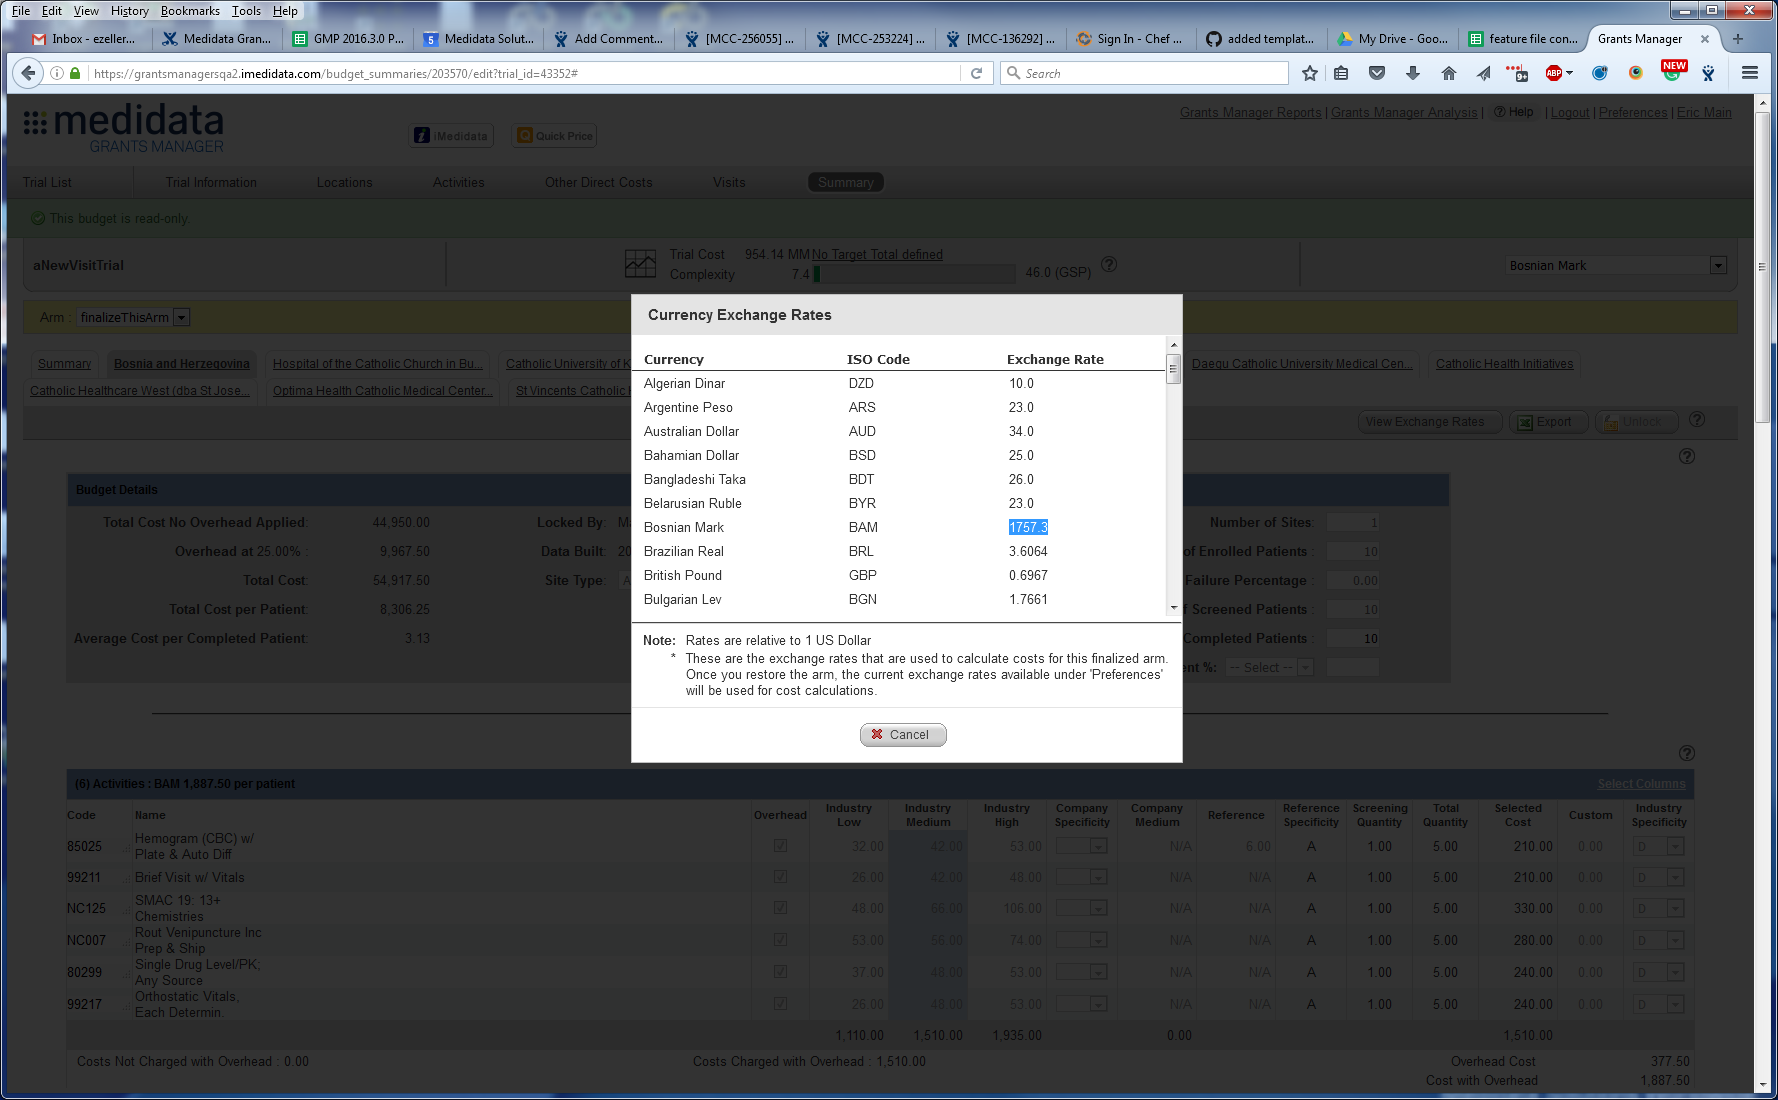 File Edit View History Bookmarks Tools Help
Inbox - ezeller... Medidata Gran... GMP 2016.3.0 P... Medidata Solut... Add Comment... [MCC-256055] ... [MCC-253224] ... [MCC-136292] ... Sign In - Chef ... added templat... My Drive - Goo... feature file con... Grants Manager
https://grantsmanagersqa2.imedidata.com/budget_summaries/203570/edit?trial_id=43352# Search ABP 9+ NEW
medidata
GRANTS MANAGER
iMedidata Quick Price
Grants Manager Reports | Grants Manager Analysis | Help | Logout | Preferences | Eric Main
Trial List Trial Information Locations Activities Other Direct Costs Visits Summary
This budget is read-only.
aNewVisitTrial
Trial Cost 954.14 MM No Target Total defined
Complexity 7.4 46.0 (GSP)
Bosnian Mark
Arm : finalizeThisArm
Summary Bosnia and Herzegovina Hospital of the Catholic Church in Bu... Catholic University of K Daegu Catholic University Medical Cen... Catholic Health Initiatives
Catholic Healthcare West (dba St Jose... Optima Health Catholic Medical Center... St Vincents Catholic
View Exchange Rates Export Unlock
Currency Exchange Rates
Currency ISO Code Exchange Rate
Algerian Dinar DZD 10.0
Argentine Peso ARS 23.0
Australian Dollar AUD 34.0
Bahamian Dollar BSD 25.0
Bangladeshi Taka BDT 26.0
Belarusian Ruble BYR 23.0
Bosnian Mark BAM 1757.3
Brazilian Real BRL 3.6064
British Pound GBP 0.6967
Bulgarian Lev BGN 1.7661
Note: Rates are relative to 1 US Dollar
* These are the exchange rates that are used to calculate costs for this finalized arm.
Once you restore the arm, the current exchange rates available under 'Preferences'
will be used for cost calculations.
Cancel
Budget Details
Total Cost No Overhead Applied: 44,950.00 Locked By: Number of Sites: 1
Overhead at 25.00% : 9,967.50 Data Built: 20 of Enrolled Patients : 10
Total Cost: 54,917.50 Site Type: A Failure Percentage : 0.00
Total Cost per Patient: 8,306.25 Screened Patients : 10
Average Cost per Completed Patient: 3.13 Completed Patients : 10
nt %: -- Select --
(6) Activities : BAM 1,887.50 per patient Select Columns
Code Name Overhead Industry Low Industry Medium Industry High Company Specificity Company Medium Reference Reference Specificity Screening Quantity Total Quantity Selected Cost Custom Industry Specificity
85025 Hemogram (CBC) w/ Plate & Auto Diff 32.00 42.00 53.00 N/A 6.00 A 1.00 5.00 210.00 0.00 D
99211 Brief Visit w/ Vitals 26.00 42.00 48.00 N/A N/A A 1.00 5.00 210.00 0.00 D
NC125 SMAC 19: 13+ Chemistries 48.00 66.00 106.00 N/A N/A A 1.00 5.00 330.00 0.00 D
NC007 Rout Venipuncture Inc Prep & Ship 53.00 56.00 74.00 N/A N/A A 1.00 5.00 280.00 0.00 D
80299 Single Drug Level/PK; Any Source 37.00 48.00 53.00 N/A N/A A 1.00 5.00 240.00 0.00 D
99217 Orthostatic Vitals, Each Determin. 26.00 48.00 53.00 N/A N/A A 1.00 5.00 240.00 0.00 D
1,110.00 1,510.00 1,935.00 0.00 1,510.00
Costs Not Charged with Overhead : 0.00 Costs Charged with Overhead : 1,510.00 Overhead Cost 377.50
Cost with Overhead 1,887.50